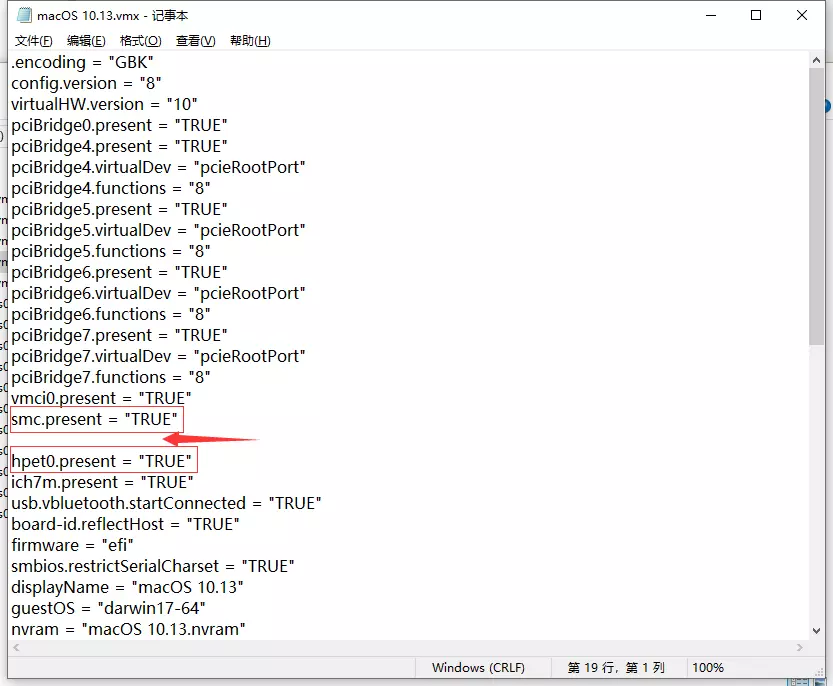 macOS 10.13.vmx - 记事本
文件(F) 编辑(E) 格式(O) 查看(V) 帮助(H)
.encoding = "GBK"
config.version = "8"
virtualHW.version = "10"
pciBridge0.present = "TRUE"
pciBridge4.present = "TRUE"
pciBridge4.virtualDev = "pcieRootPort"
pciBridge4.functions = "8"
pciBridge5.present = "TRUE"
pciBridge5.virtualDev = "pcieRootPort"
pciBridge5.functions = "8"
pciBridge6.present = "TRUE"
pciBridge6.virtualDev = "pcieRootPort"
pciBridge6.functions = "8"
pciBridge7.present = "TRUE"
pciBridge7.virtualDev = "pcieRootPort"
pciBridge7.functions = "8"
vmci0.present = "TRUE"
smc.present = "TRUE"
hpet0.present = "TRUE"
ich7m.present = "TRUE"
usb.vbluetooth.startConnected = "TRUE"
board-id.reflectHost = "TRUE"
firmware = "efi"
smbios.restrictSerialCharset = "TRUE"
displayName = "macOS 10.13"
guestOS = "darwin17-64"
nvram = "macOS 10.13.nvram"
Windows (CRLF) 第 19 行，第 1 列 100%